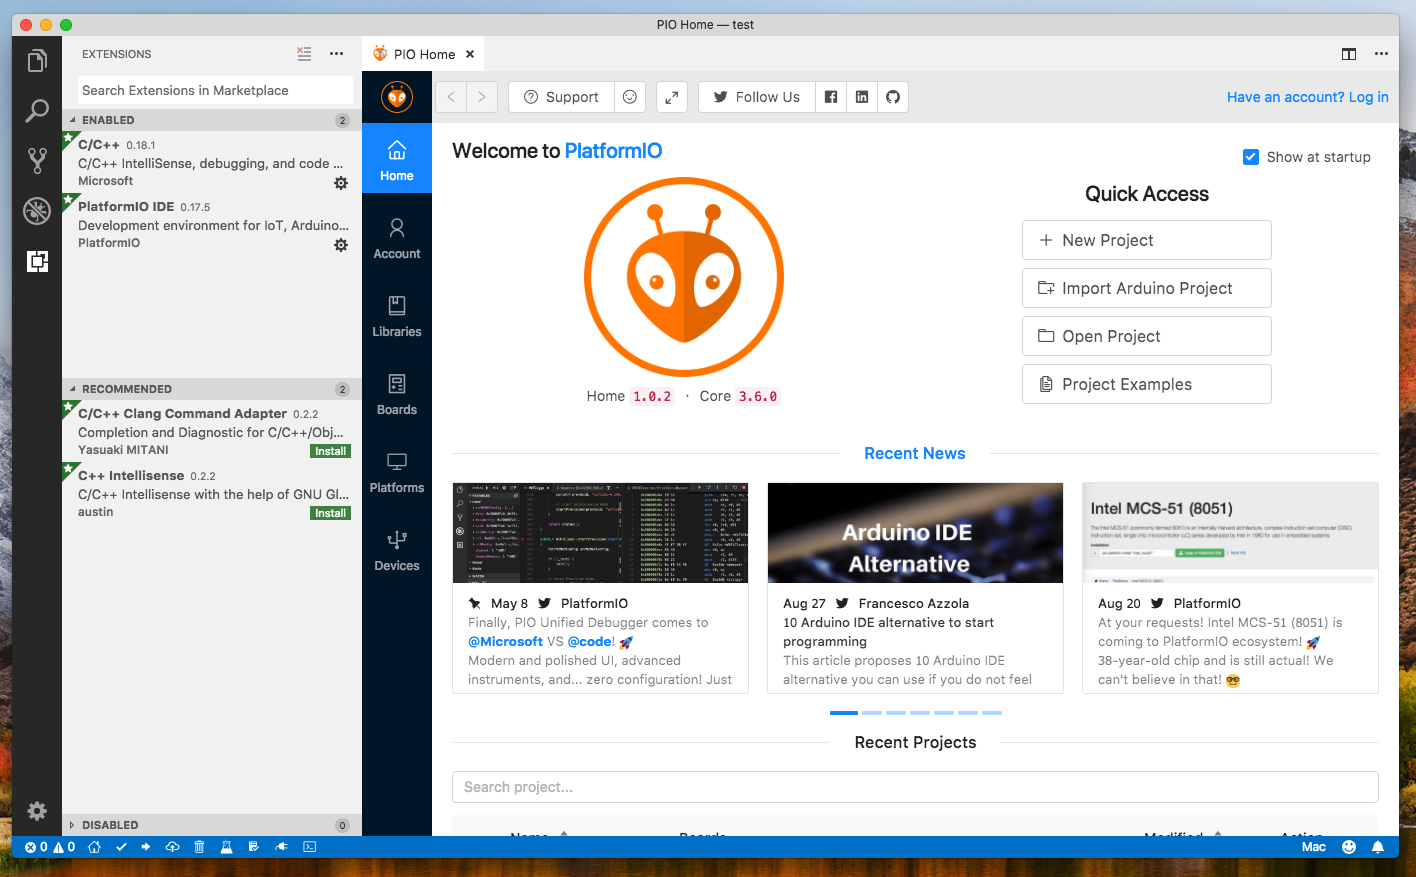 PIO Home — test
EXTENSIONS
Search Extensions in Marketplace
ENABLED 2
C/C++ 0.18.1
C/C++ IntelliSense, debugging, and code ...
Microsoft
PlatformIO IDE 0.17.5
Development environment for IoT, Arduino...
PlatformIO
RECOMMENDED 2
C/C++ Clang Command Adapter 0.2.2
Completion and Diagnostic for C/C++/Obj...
Yasuaki MITANI Install
C++ Intellisense 0.2.2
C/C++ Intellisense with the help of GNU Gl...
austin Install
DISABLED 0
PIO Home
Home
Account
Libraries
Boards
Platforms
Devices
Support
Follow Us
Have an account? Log in
Welcome to PlatformIO
Show at startup
Home 1.0.2 · Core 3.6.0
Quick Access
New Project
Import Arduino Project
Open Project
Project Examples
Recent News
May 8 PlatformIO
Finally, PIO Unified Debugger comes to
@Microsoft VS @code! 🚀
Modern and polished UI, advanced
instruments, and... zero configuration! Just
Arduino IDE
Alternative
Aug 27 Francesco Azzola
10 Arduino IDE alternative to start
programming
This article proposes 10 Arduino IDE
alternative you can use if you do not feel
Intel MCS-51 (8051)
Aug 20 PlatformIO
At your requests! Intel MCS-51 (8051) is
coming to PlatformIO ecosystem! 🚀
38-year-old chip and is still actual! We
can't believe in that! 😎
Recent Projects
Search project...
Name Boards Modified Action
0 0
Mac